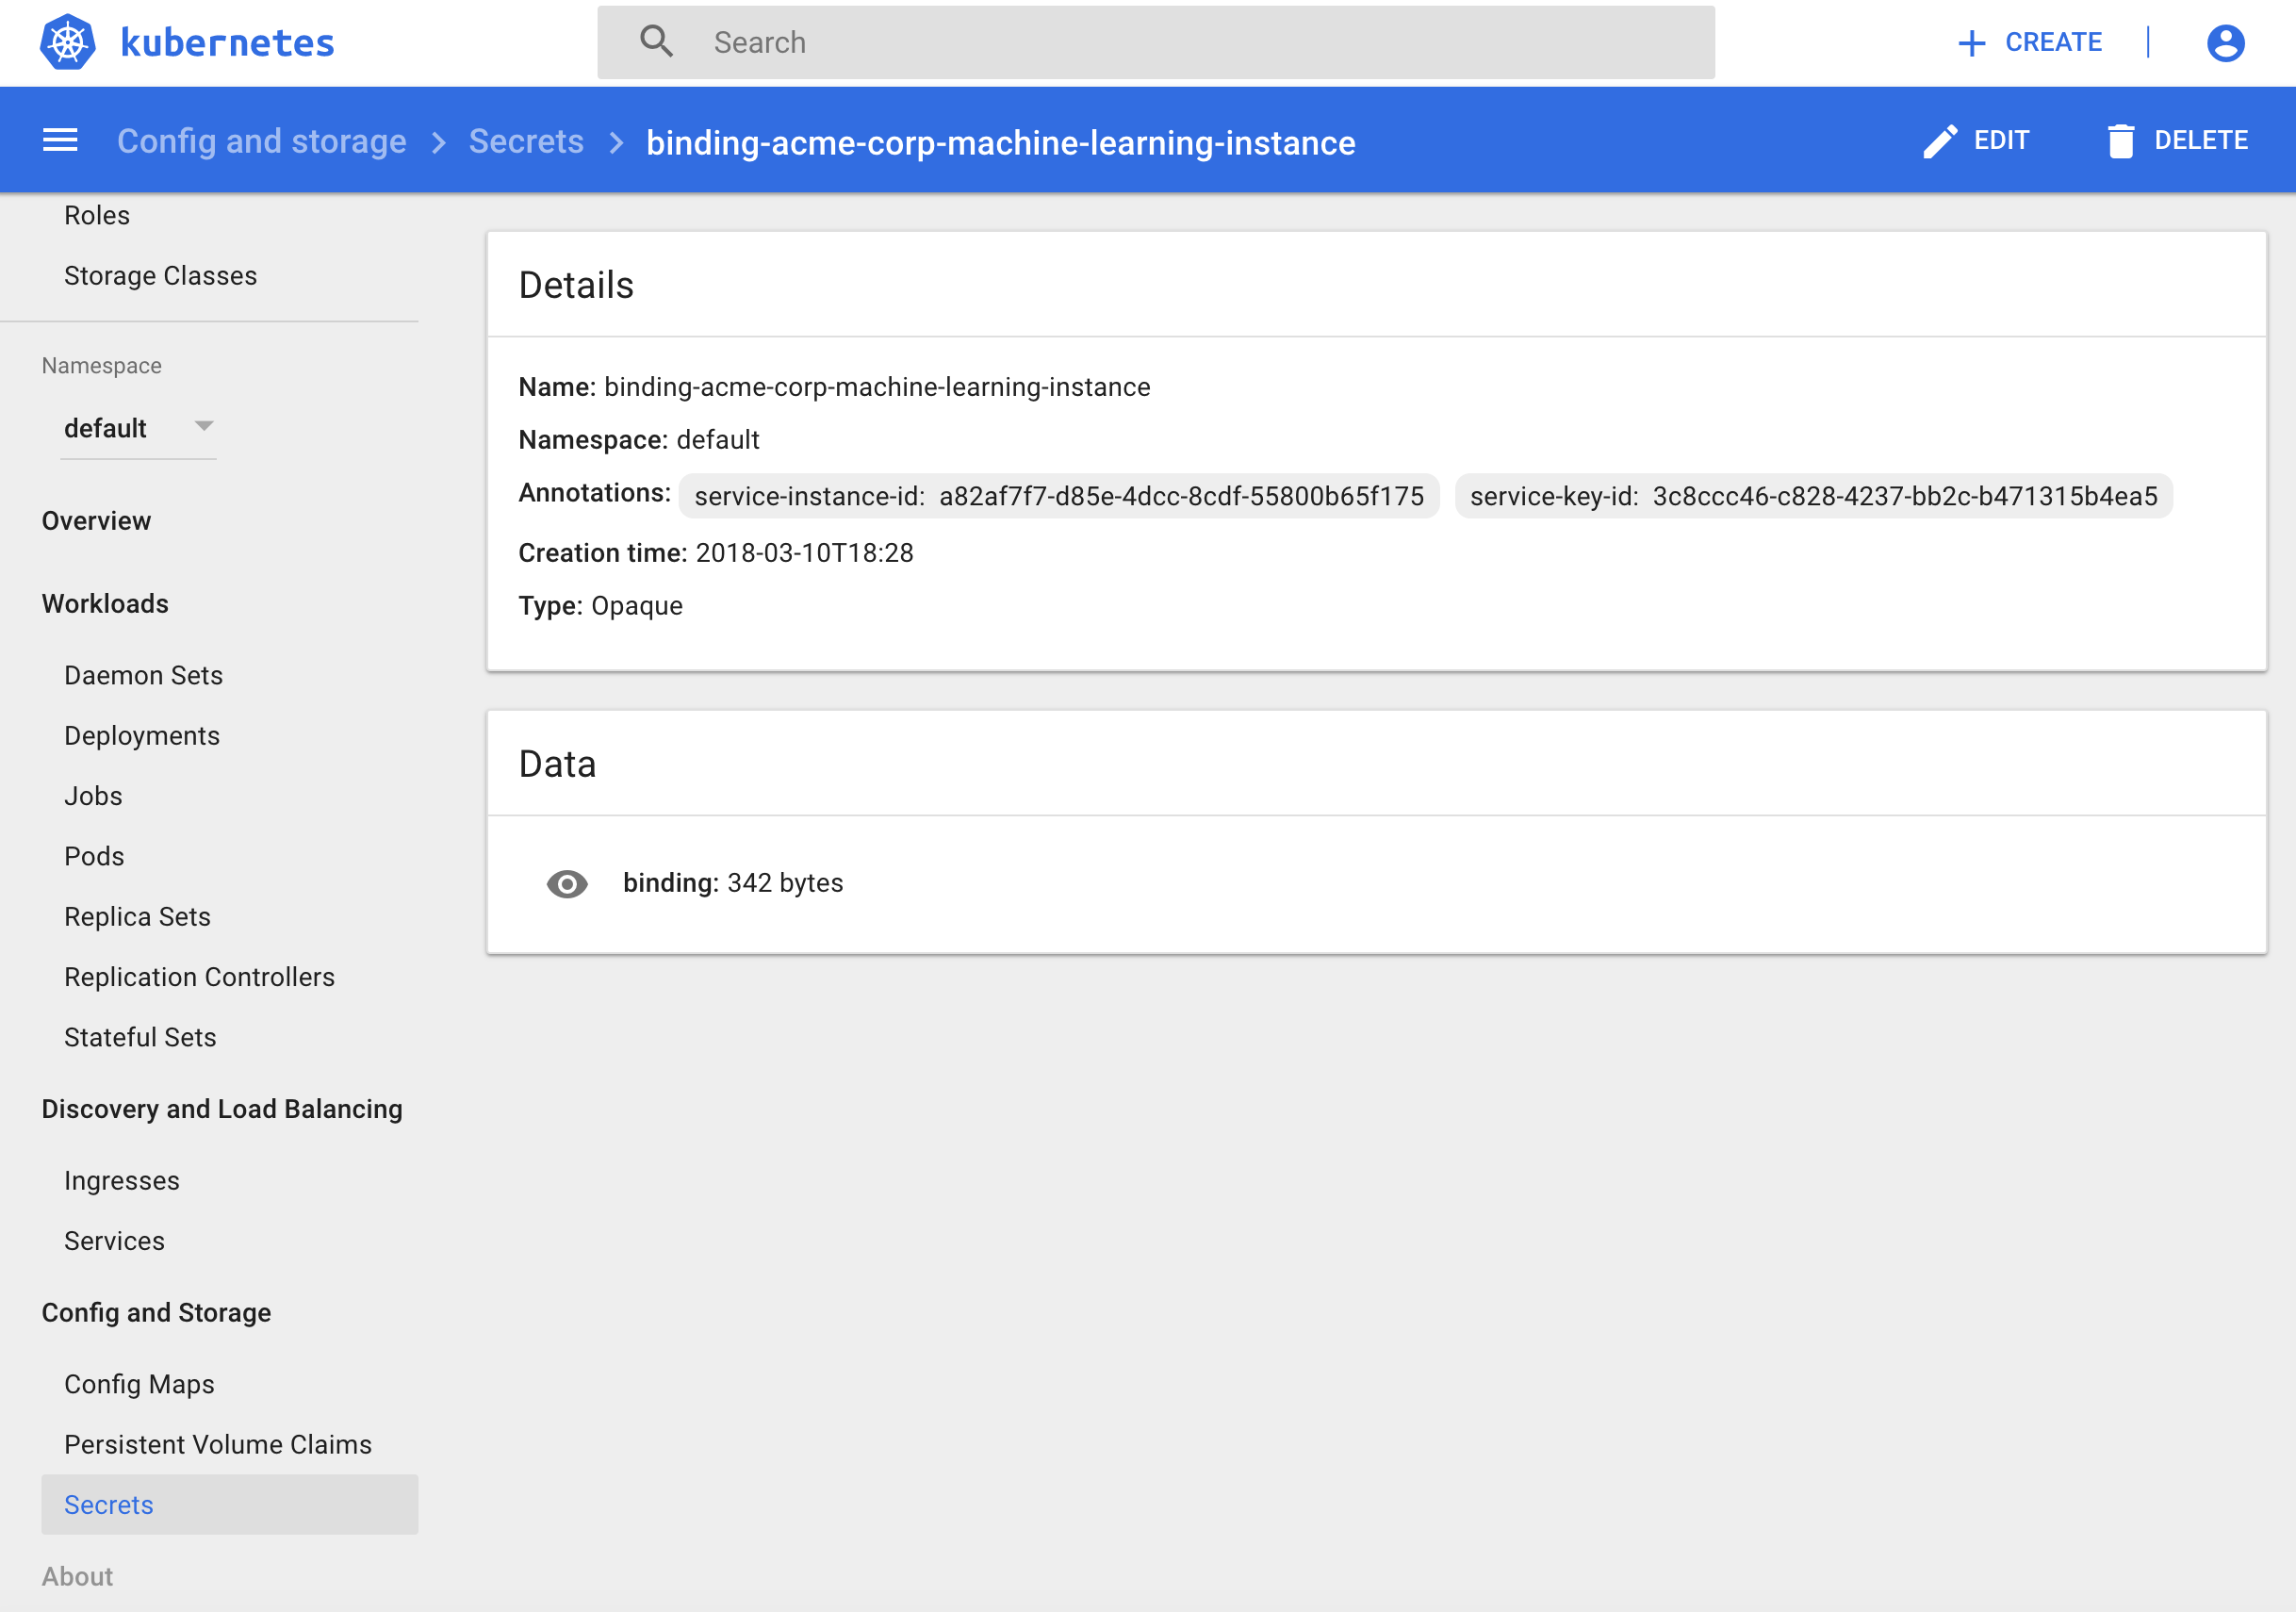 kubernetes
Search
CREATE
Config and storage > Secrets > binding-acme-corp-machine-learning-instance
EDIT
DELETE
Roles
Storage Classes
Namespace
default
Overview
Workloads
Daemon Sets
Deployments
Jobs
Pods
Replica Sets
Replication Controllers
Stateful Sets
Discovery and Load Balancing
Ingresses
Services
Config and Storage
Config Maps
Persistent Volume Claims
Secrets
About
Details
Name: binding-acme-corp-machine-learning-instance
Namespace: default
Annotations: service-instance-id: a82af7f7-d85e-4dcc-8cdf-55800b65f175 service-key-id: 3c8ccc46-c828-4237-bb2c-b471315b4ea5
Creation time: 2018-03-10T18:28
Type: Opaque
Data
binding: 342 bytes